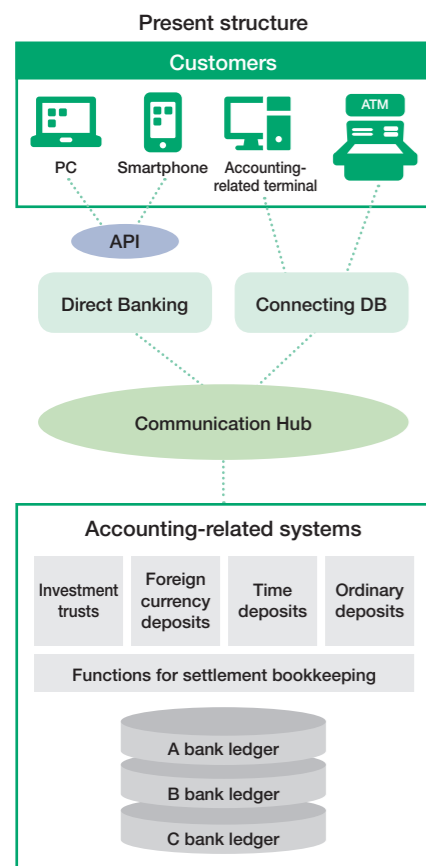 Present structure
Customers
ATM
PC
Smartphone
Accounting-
related terminal
API
Direct Banking
Connecting DB
Communication Hub
Accounting-related systems
Investment
trusts
Foreign
currency
deposits
Time
deposits
Ordinary
deposits
Functions for settlement bookkeeping
A bank ledger
B bank ledger
C bank ledger